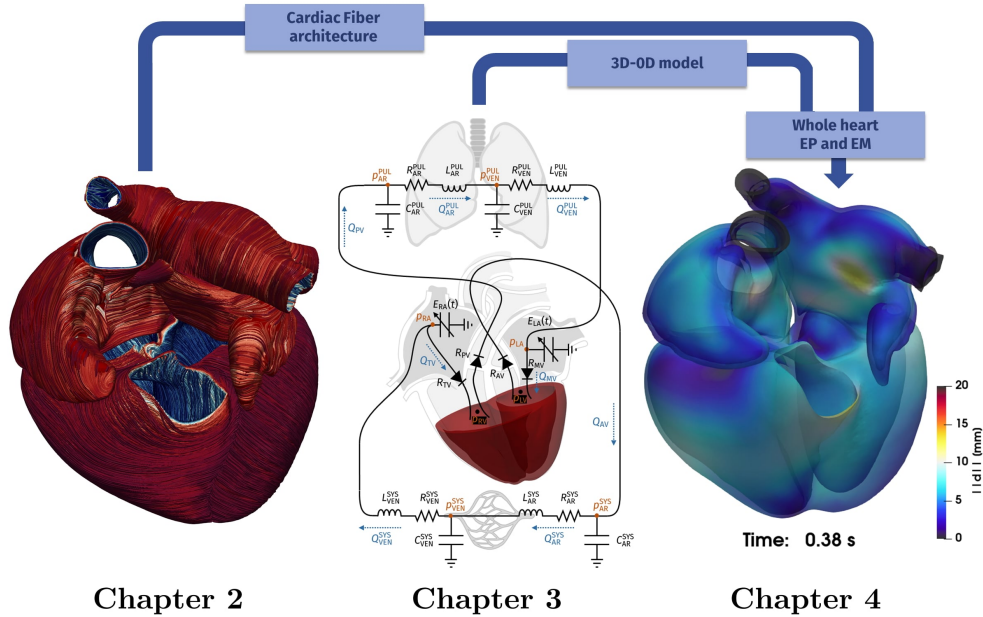 Cardiac Fiber
architecture
3D-0D model
Whole heart
EP and EM
p_AR^PUL
R_AR^PUL
L_AR^PUL
p_VEN^PUL
R_VEN^PUL
L_VEN^PUL
C_AR^PUL
Q_AR^PUL
C_VEN^PUL
Q_VEN^PUL
Q_PV
E_RA(t)
p_RA
E_LA(t)
p_LA
Q_TV
R_PV
R_AV
R_MV
R_TV
Q_MV
p_RV
p_LV
Q_AV
L_VEN^SYS
R_VEN^SYS
p_VEN^SYS
L_AR^SYS
R_AR^SYS
p_AR^SYS
Q_VEN^SYS
C_VEN^SYS
Q_AR^SYS
C_AR^SYS
20
15
10
5
0
||d|| (mm)
Time: 0.38 s
Chapter 2
Chapter 3
Chapter 4